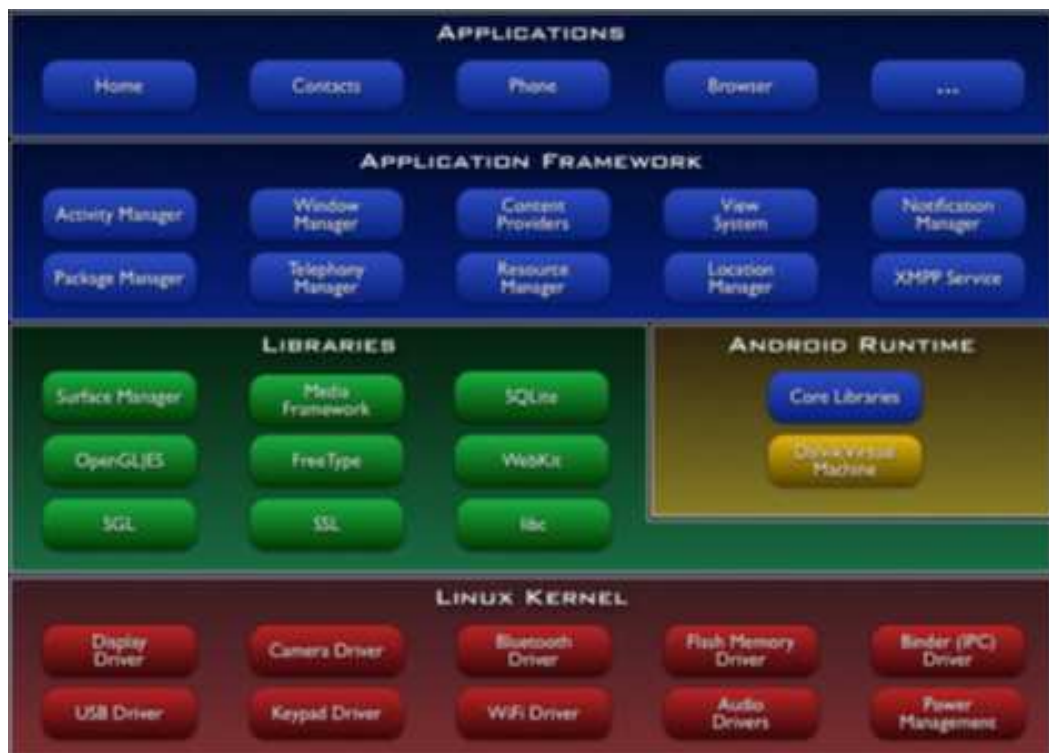 APPLICATIONS
Home
Contacts
Phone
Browser
...
APPLICATION FRAMEWORK
Activity Manager
Window
Manager
Content
Providers
View
System
Notification
Manager
Package Manager
Telephony
Manager
Resource
Manager
Location
Manager
XMPP Service
LIBRARIES
Surface Manager
Media
Framework
SQLite
OpenGL|ES
FreeType
WebKit
SGL
SSL
libc
ANDROID RUNTIME
Core Libraries
Dalvik Virtual
Machine
LINUX KERNEL
Display
Driver
Camera Driver
Bluetooth
Driver
Flash Memory
Driver
Binder (IPC)
Driver
USB Driver
Keypad Driver
WiFi Driver
Audio
Drivers
Power
Management